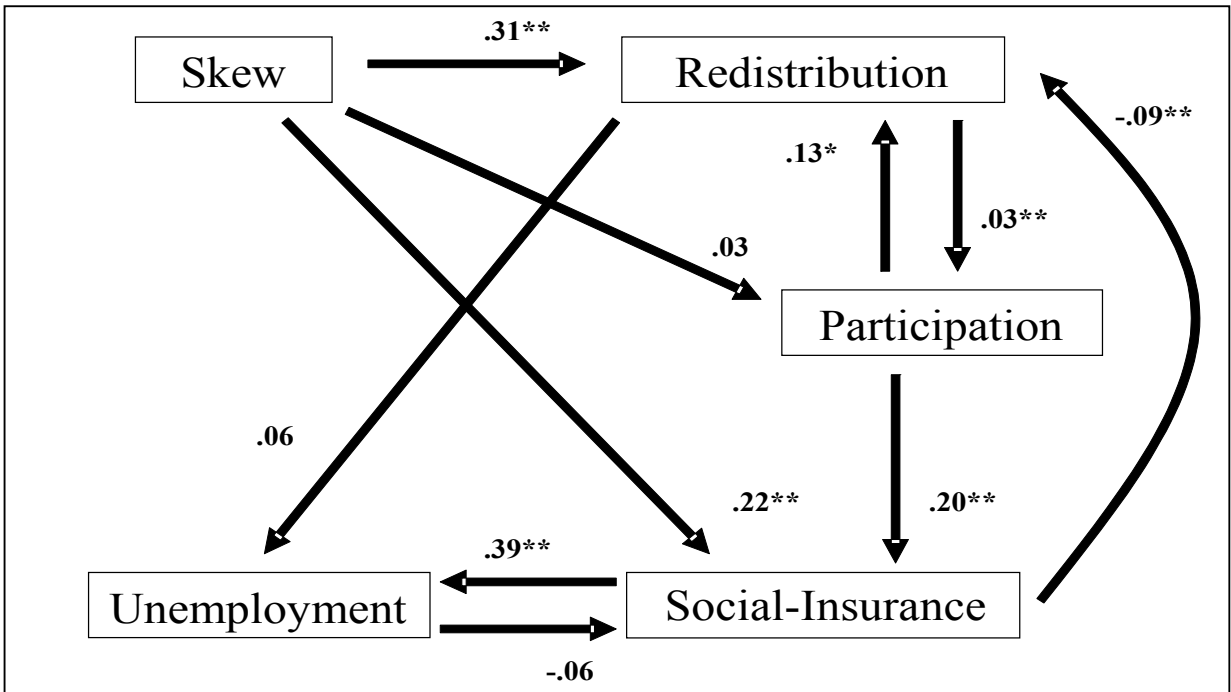 .31**
Skew
Redistribution
-.09**
.13*
.03**
.03
Participation
.06
.22**
.20**
.39**
Unemployment
Social-Insurance
-.06